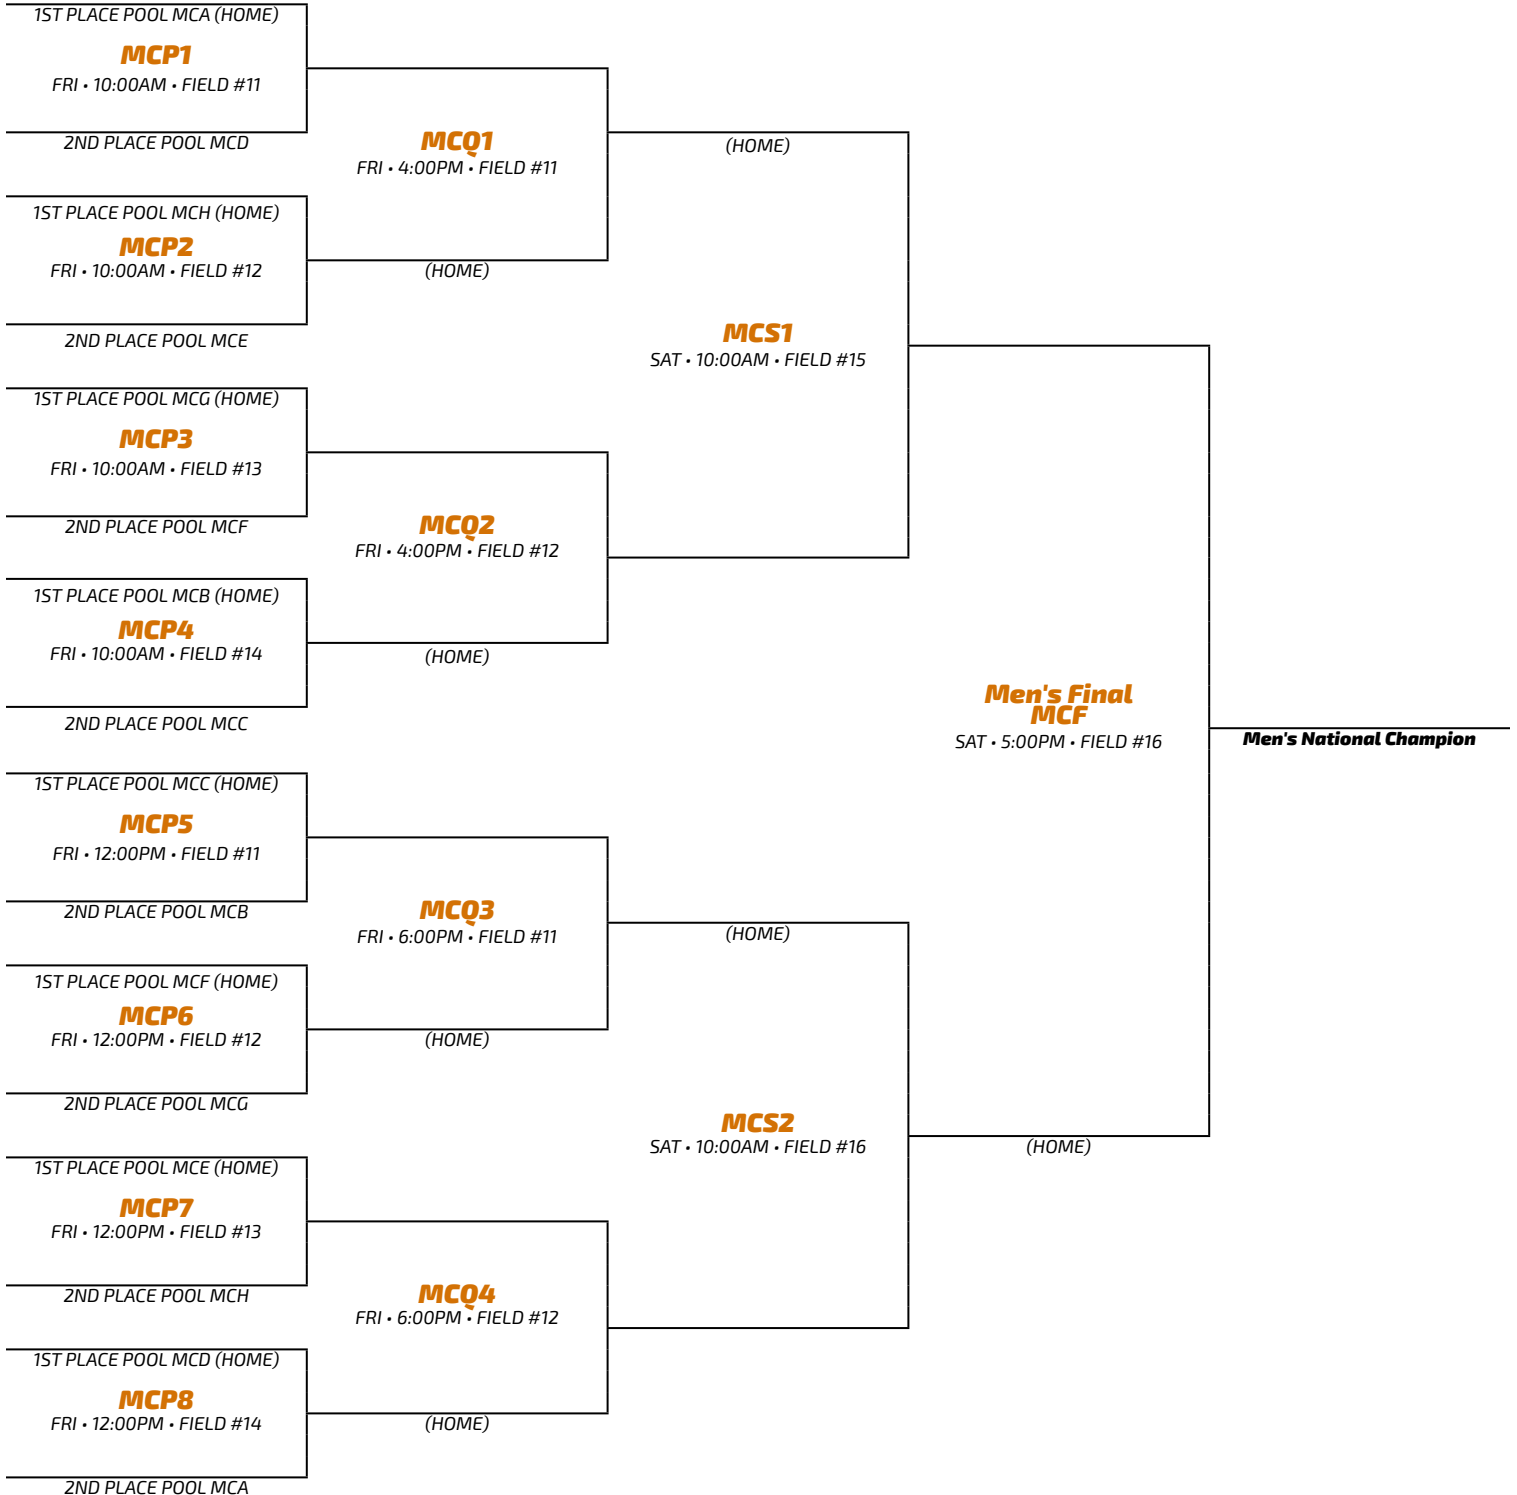 1ST PLACE POOL MCA (HOME)
MCP1
FRI • 10:00AM • FIELD #11
2ND PLACE POOL MCD
1ST PLACE POOL MCH (HOME)
MCP2
FRI • 10:00AM • FIELD #12
2ND PLACE POOL MCE
1ST PLACE POOL MCG (HOME)
MCP3
FRI • 10:00AM • FIELD #13
2ND PLACE POOL MCF
1ST PLACE POOL MCB (HOME)
MCP4
FRI • 10:00AM • FIELD #14
2ND PLACE POOL MCC
1ST PLACE POOL MCC (HOME)
MCP5
FRI • 12:00PM • FIELD #11
2ND PLACE POOL MCB
1ST PLACE POOL MCF (HOME)
MCP6
FRI • 12:00PM • FIELD #12
2ND PLACE POOL MCG
1ST PLACE POOL MCE (HOME)
MCP7
FRI • 12:00PM • FIELD #13
2ND PLACE POOL MCH
1ST PLACE POOL MCD (HOME)
MCP8
FRI • 12:00PM • FIELD #14
2ND PLACE POOL MCA
MCQ1
FRI • 4:00PM • FIELD #11
(HOME)
MCQ2
FRI • 4:00PM • FIELD #12
(HOME)
MCQ3
FRI • 6:00PM • FIELD #11
(HOME)
MCQ4
FRI • 6:00PM • FIELD #12
(HOME)
(HOME)
MCS1
SAT • 10:00AM • FIELD #15
(HOME)
MCS2
SAT • 10:00AM • FIELD #16
Men's Final
MCF
SAT • 5:00PM • FIELD #16
(HOME)
Men's National Champion